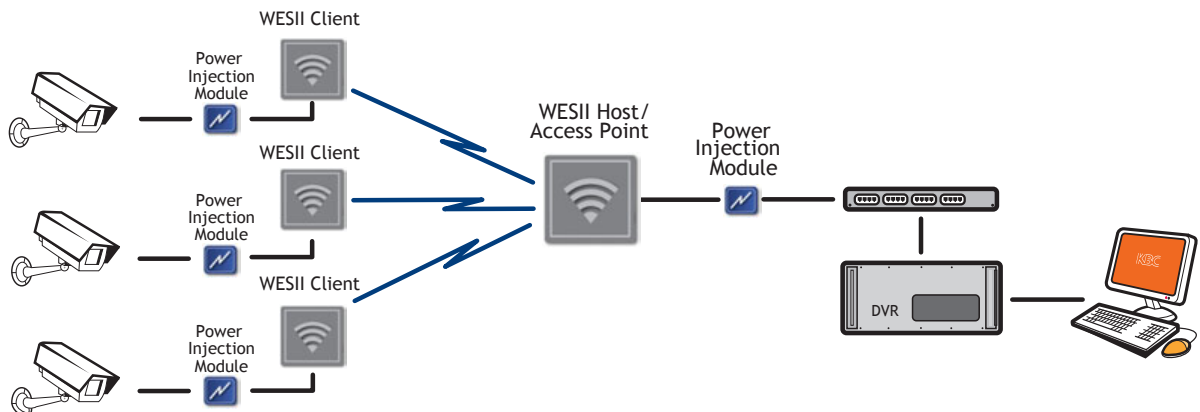 WESII Client
Power
Injection
Module
WESII Client
Power
Injection
Module
WESII Client
Power
Injection
Module
WESII Host/
Access Point
Power
Injection
Module
DVR
KBC